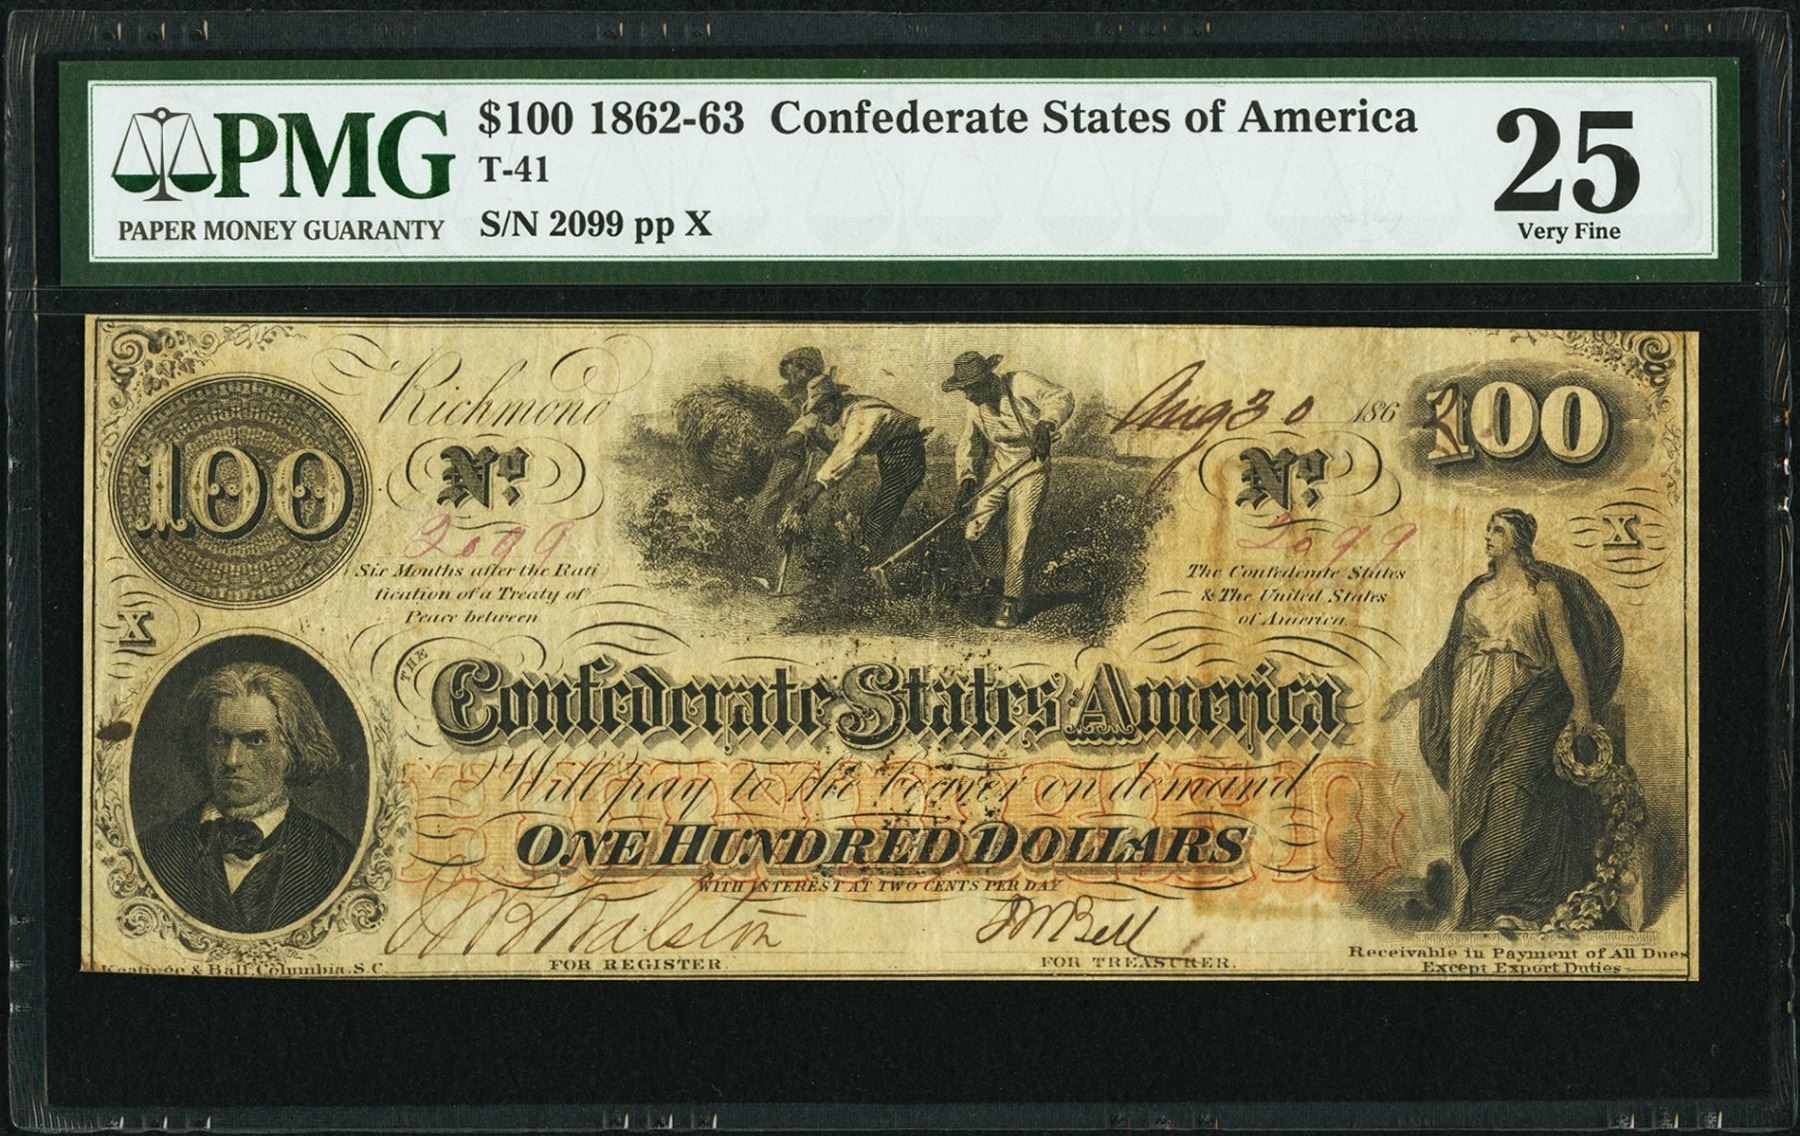 PMG
PAPER MONEY GUARANTY
$100 1862-63 Confederate States of America
T-41
S/N 2099 pp X
25
Very Fine
100
Richmond
Aug 30 1862
100
No.
No.
2099
2099
X
Six Months after the Rati
fication of a Treaty of
Peace between
The Confederate States
& The United States
of America
X
THE
Confederate States America
Will pay to the bearer on demand
HUNDRED
ONE HUNDRED DOLLARS
WITH INTEREST AT TWO CENTS PER DAY
FOR REGISTER.
FOR TREASURER.
Keatinge & Ball, Columbia, S.C.
Receivable in Payment of All Dues
Except Export Duties